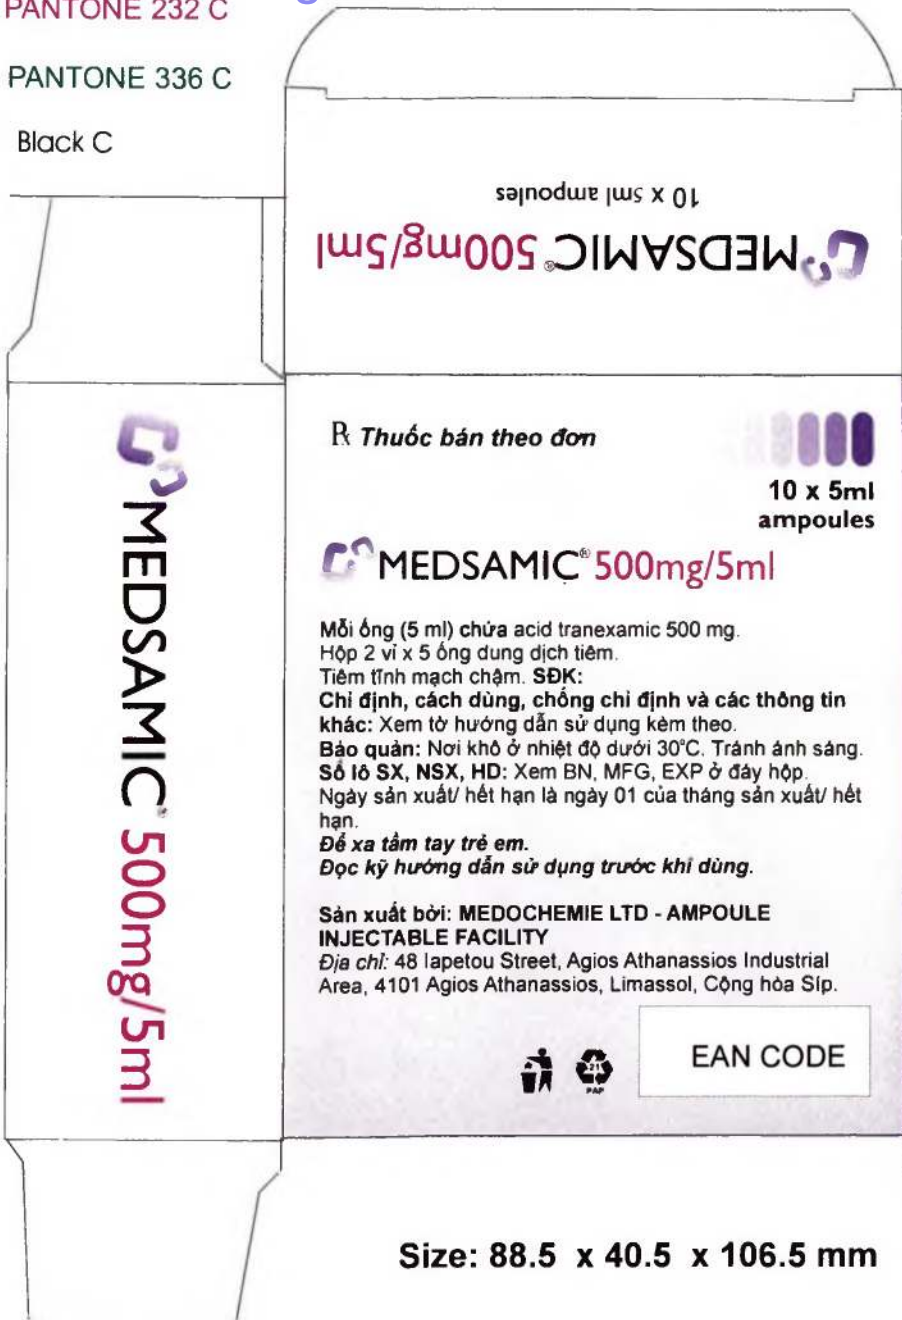 PANTONE 232 C
PANTONE 336 C
Black C
10 x 5ml ampoules
MEDSAMIC® 500mg/5ml
MEDSAMIC® 500mg/5ml
℞ Thuốc bán theo đơn
10 x 5ml
ampoules
MEDSAMIC® 500mg/5ml
Mỗi ống (5 ml) chứa acid tranexamic 500 mg.
Hộp 2 vỉ x 5 ống dung dịch tiêm.
Tiêm tĩnh mạch chậm. SĐK:
Chỉ định, cách dùng, chống chỉ định và các thông tin
khác: Xem tờ hướng dẫn sử dụng kèm theo.
Bảo quản: Nơi khô ở nhiệt độ dưới 30°C. Tránh ánh sáng.
Số lô SX, NSX, HD: Xem BN, MFG, EXP ở đáy hộp.
Ngày sản xuất/ hết hạn là ngày 01 của tháng sản xuất/ hết
hạn.
Để xa tầm tay trẻ em.
Đọc kỹ hướng dẫn sử dụng trước khi dùng.
Sản xuất bởi: MEDOCHEMIE LTD - AMPOULE
INJECTABLE FACILITY
Địa chỉ: 48 Iapetou Street, Agios Athanassios Industrial
Area, 4101 Agios Athanassios, Limassol, Cộng hòa Síp.
21
PAP
EAN CODE
Size: 88.5 x 40.5 x 106.5 mm